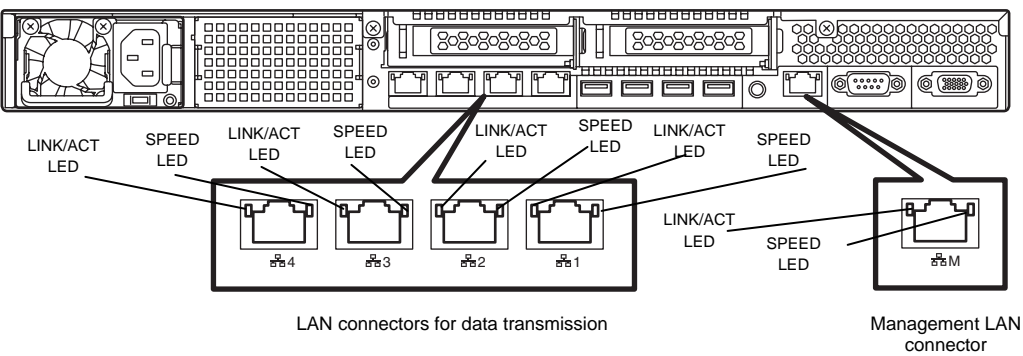 LINK/ACT
LED
SPEED
LED
LINK/ACT
LED
SPEED
LED
LINK/ACT
LED
SPEED
LED
LINK/ACT
LED
SPEED
LED
4
3
2
1
LINK/ACT
LED
SPEED
LED
M
LAN connectors for data transmission
Management LAN
connector